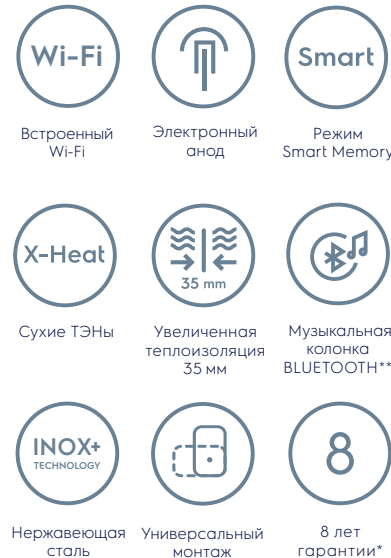 Wi-Fi
Встроенный
Wi-Fi
Электронный
анод
Smart
Режим
Smart Memory
X-Heat
Сухие ТЭНы
35 mm
Увеличенная
теплоизоляция
35 мм
Музыкальная
колонка
BLUETOOTH**
INOX+
TECHNOLOGY
Нержавеющая
сталь
Универсальный
монтаж
8
8 лет
гарантии*